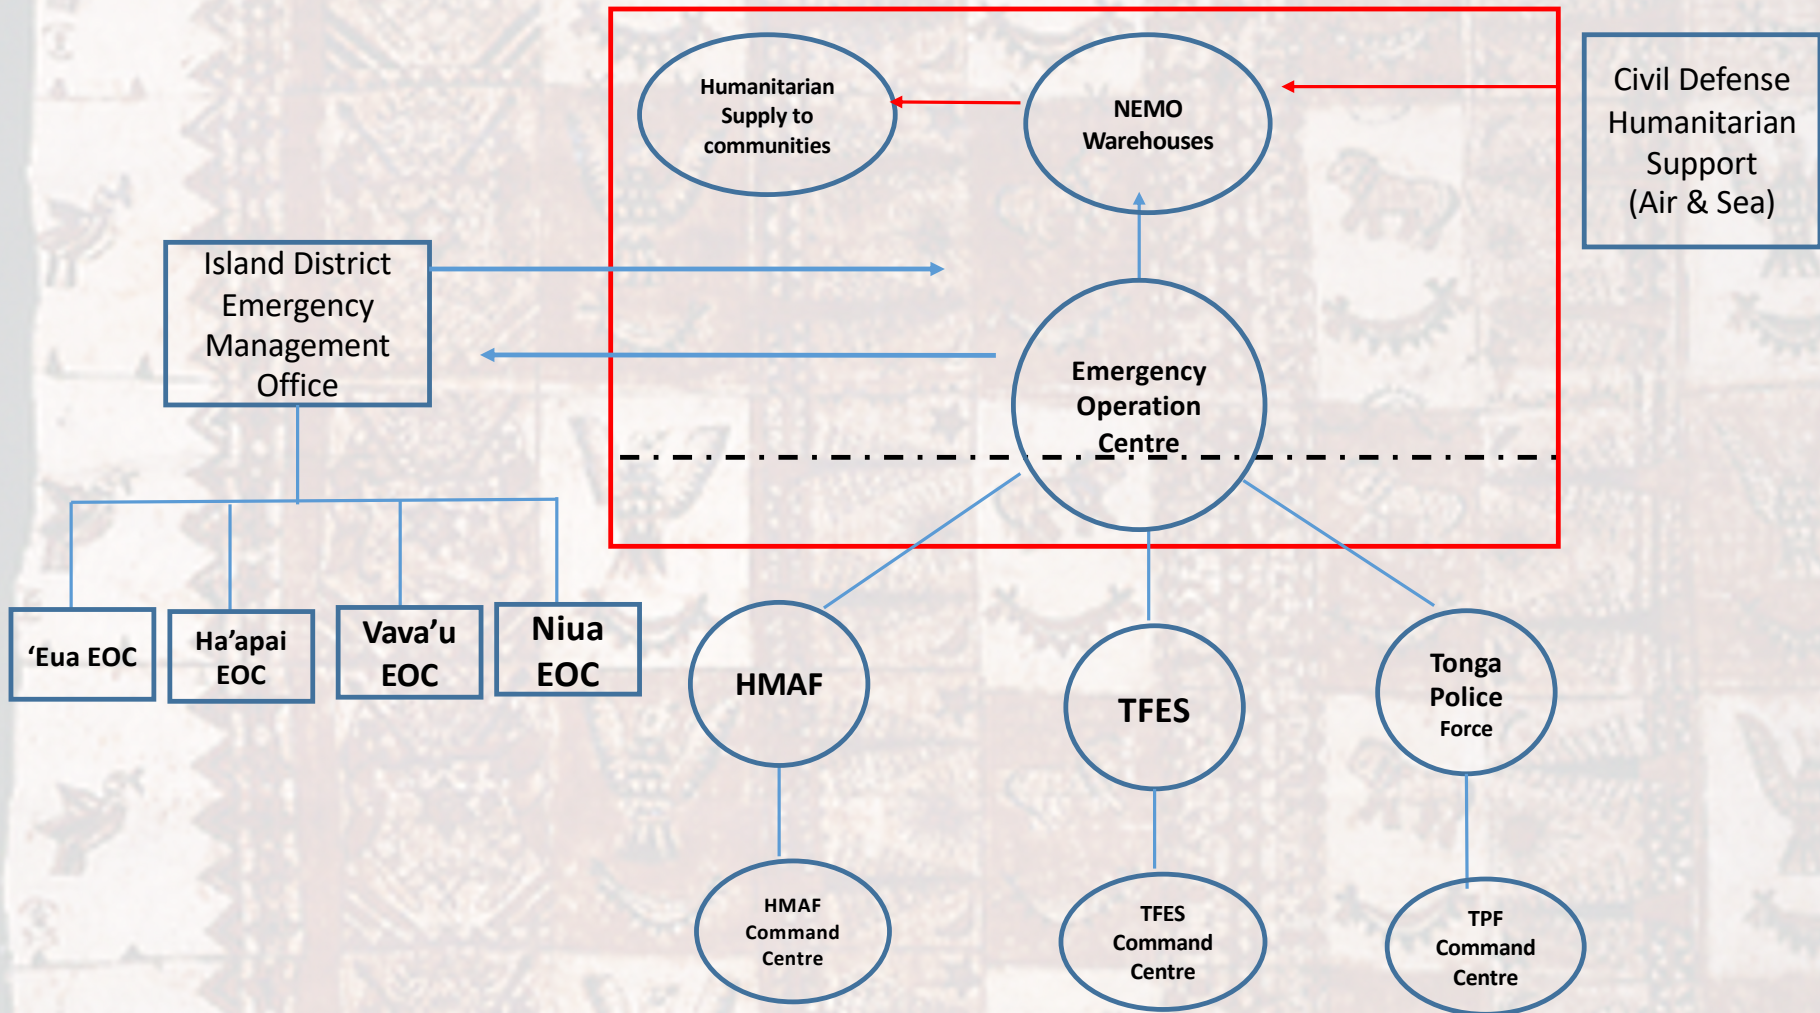 Humanitarian
Supply to
communities
NEMO
Warehouses
Civil Defense
Humanitarian
Support
(Air & Sea)
Island District
Emergency
Management
Office
Emergency
Operation
Centre
‘Eua EOC
Ha’apai
EOC
Vava’u
EOC
Niua
EOC
HMAF
TFES
Tonga
Police
Force
HMAF
Command
Centre
TFES
Command
Centre
TPF
Command
Centre